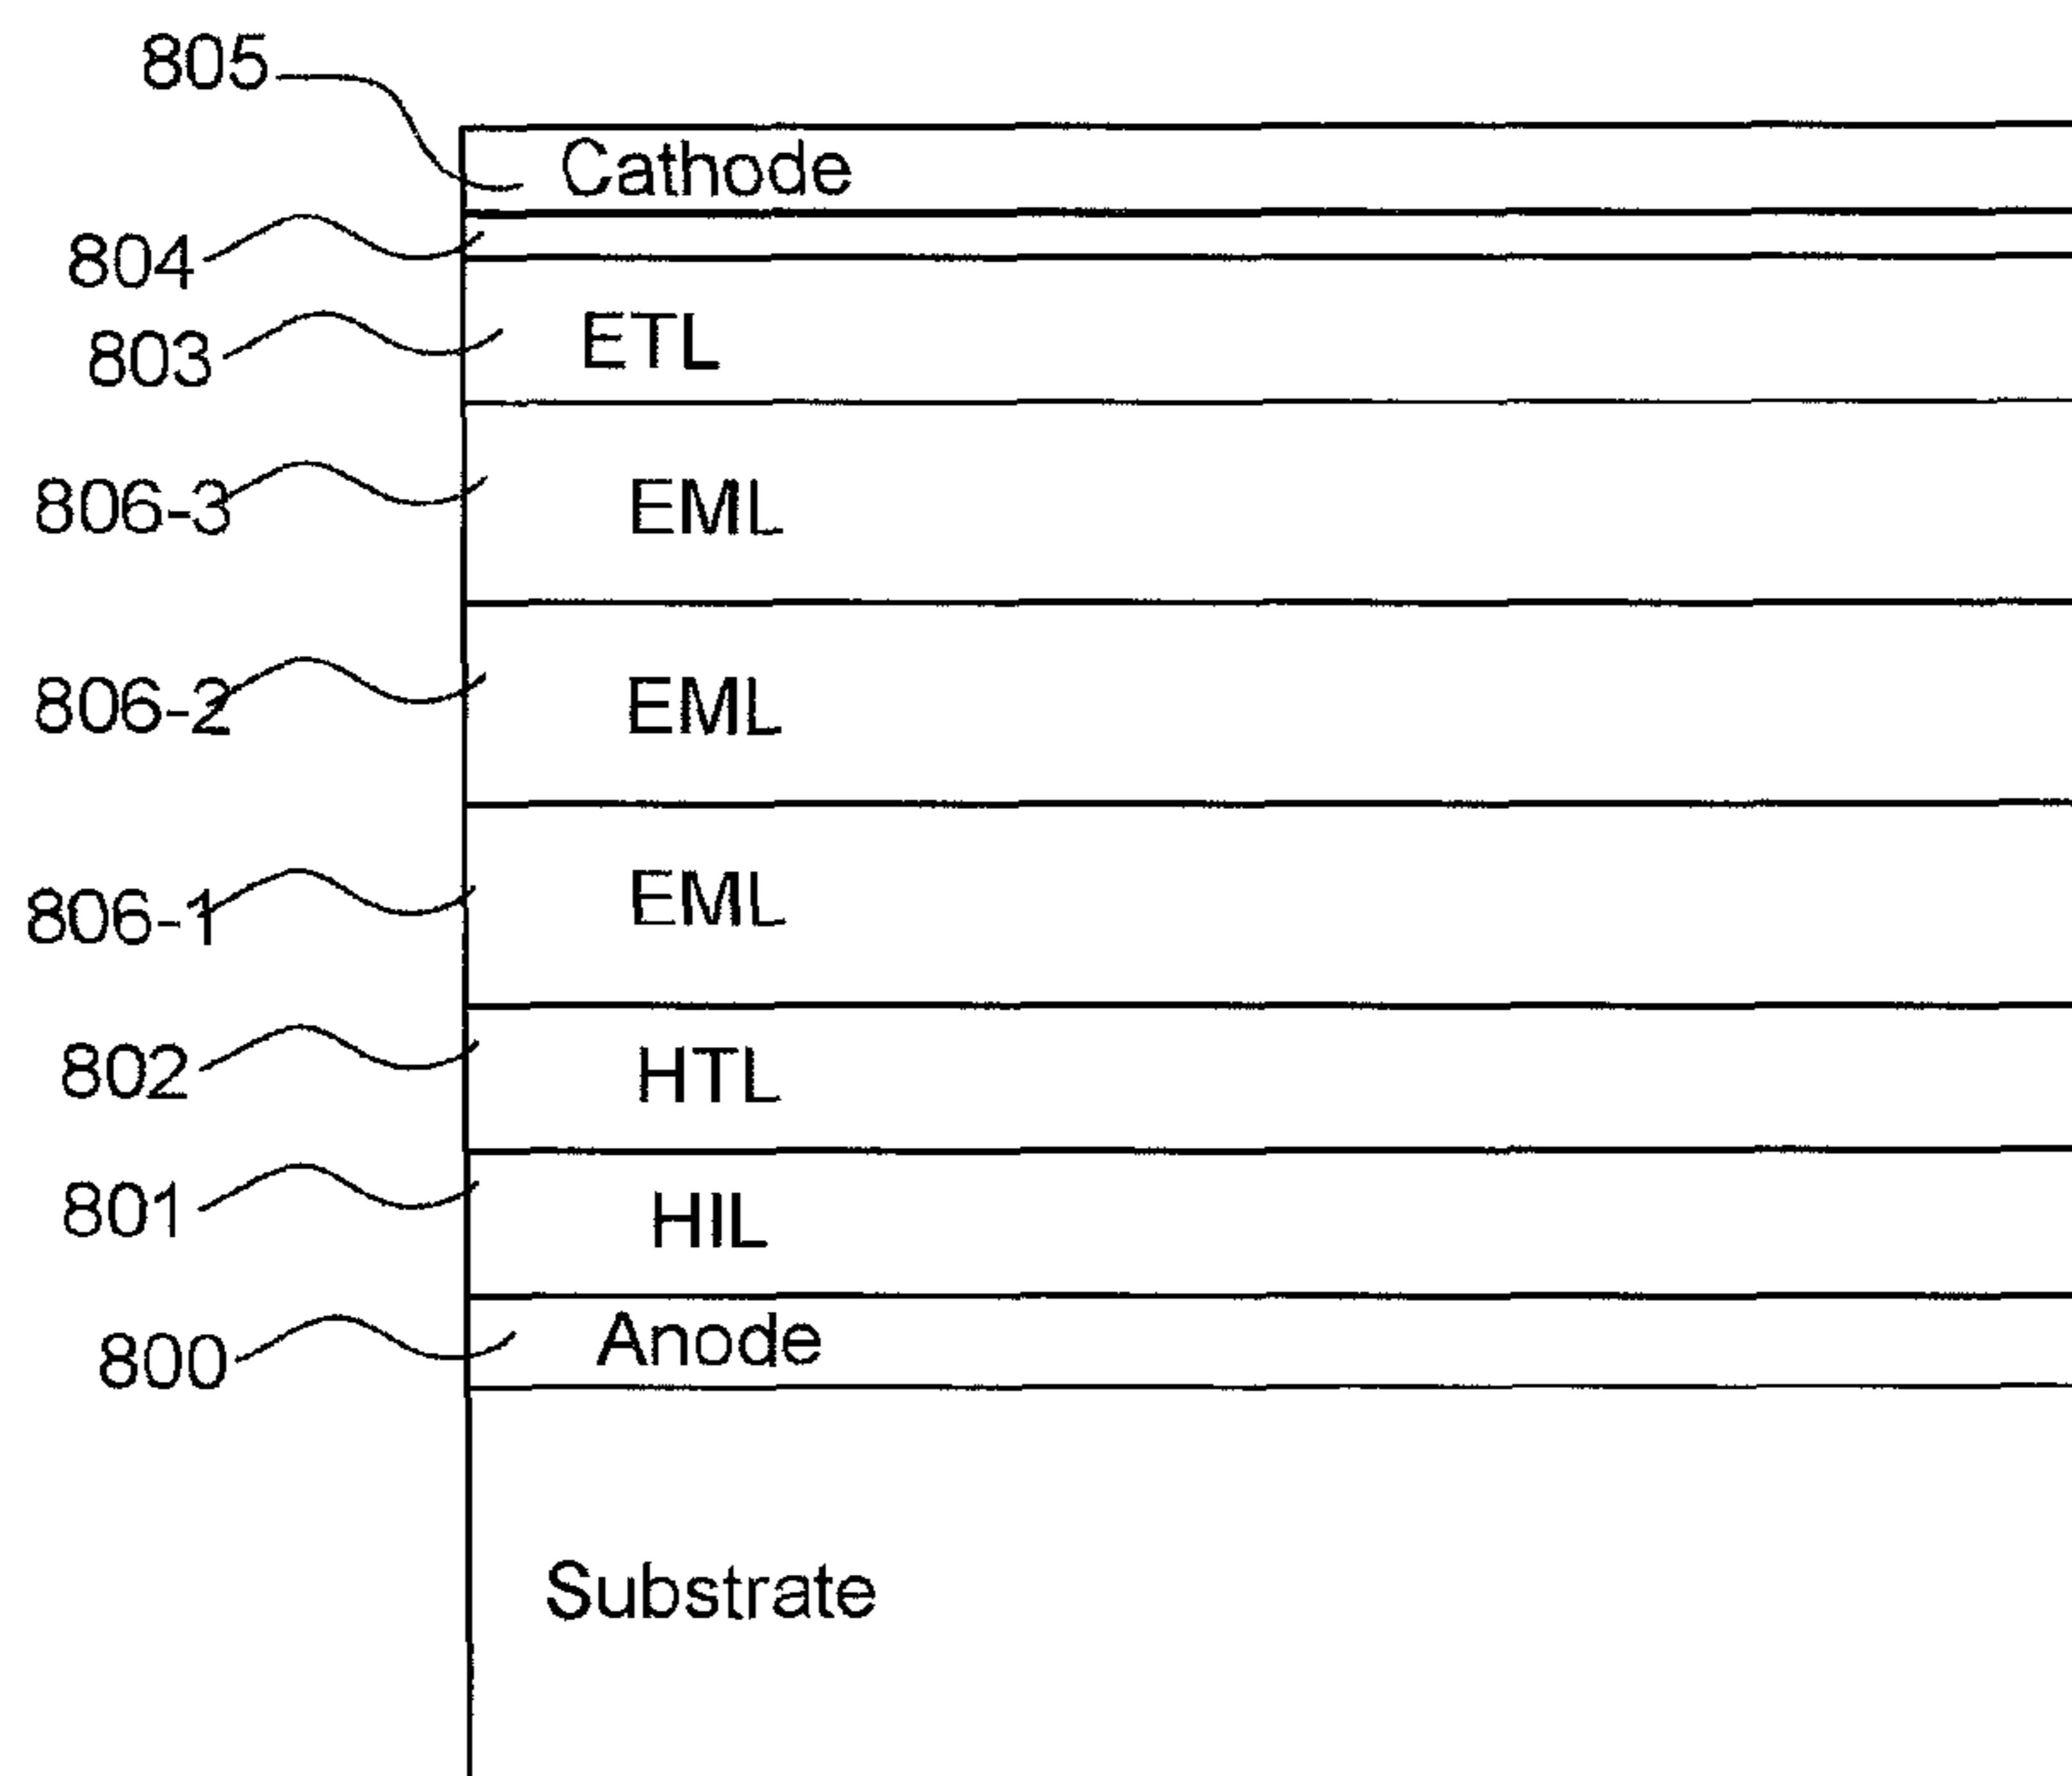 805
Cathode
804
803
ETL
806-3
EML
806-2
EML
806-1
EML
802
HTL
801
HIL
800
Anode
Substrate